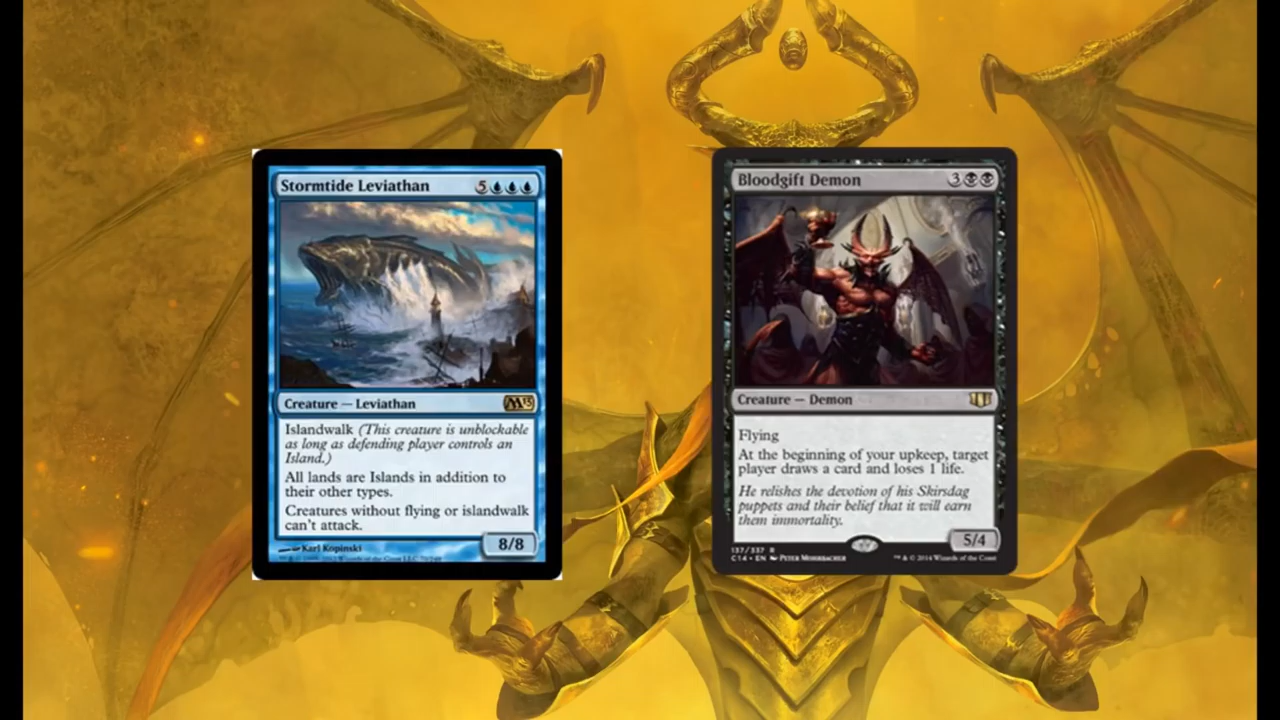 Stormtide Leviathan 5
Creature — Leviathan M13
Islandwalk (This creature is unblockable
as long as defending player controls an
Island.)
All lands are Islands in addition to
their other types.
Creatures without flying or islandwalk
can't attack.
8/8
Karl Kopinski
Bloodgift Demon 3
Creature — Demon
Flying
At the beginning of your upkeep, target
player draws a card and loses 1 life.
He relishes the devotion of his Skirsdag
puppets and their belief that it will earn
them immortality.
5/4
137/337 R
C14 • EN Peter Mohrbacher ™ & © 2014 Wizards of the Coast